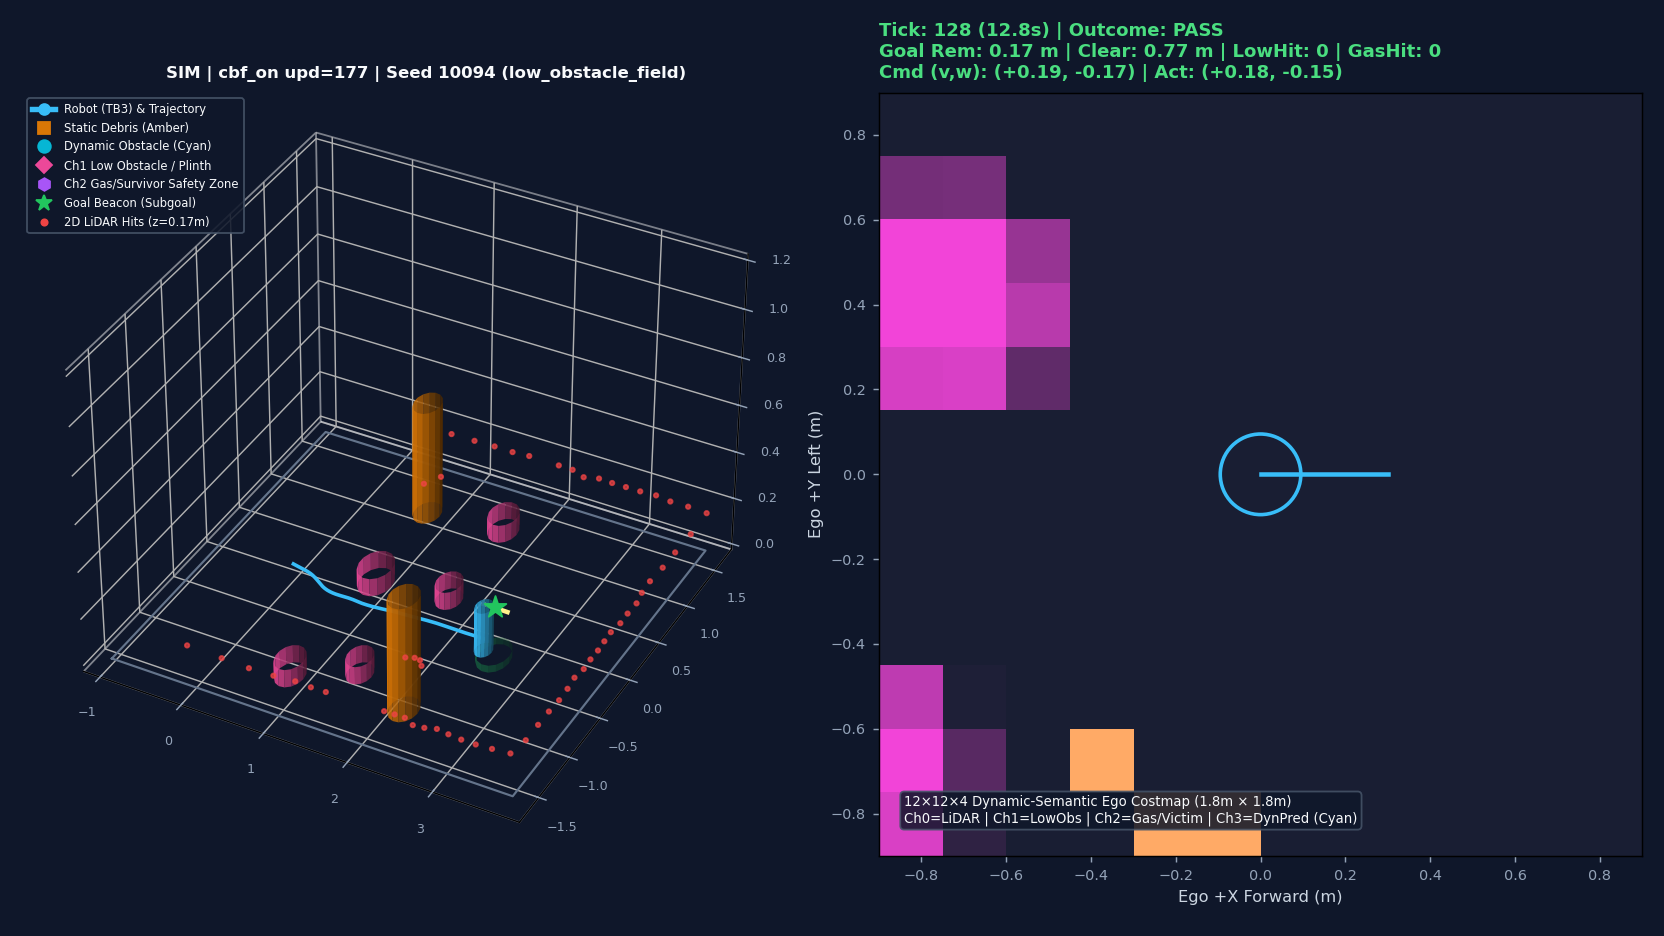 Tick: 128 (12.8s) | Outcome: PASS
Goal Rem: 0.17 m | Clear: 0.77 m | LowHit: 0 | GasHit: 0
Cmd (v,w): (+0.19, -0.17) | Act: (+0.18, -0.15)
SIM | cbf_on upd=177 | Seed 10094 (low_obstacle_field)
Robot (TB3) & Trajectory
Static Debris (Amber)
Dynamic Obstacle (Cyan)
Ch1 Low Obstacle / Plinth
Ch2 Gas/Survivor Safety Zone
Goal Beacon (Subgoal)
2D LiDAR Hits (z=0.17m)
1.2
1.0
0.8
0.6
0.4
0.2
0.0
1.5
1.0
0.5
0.0
−0.5
−1.0
−1.5
−1
0
1
2
3
Ego +Y Left (m)
0.8
0.6
0.4
0.2
0.0
−0.2
−0.4
−0.6
−0.8
12×12×4 Dynamic-Semantic Ego Costmap (1.8m × 1.8m)
Ch0=LiDAR | Ch1=LowObs | Ch2=Gas/Victim | Ch3=DynPred (Cyan)
−0.8
−0.6
−0.4
−0.2
0.0
0.2
0.4
0.6
0.8
Ego +X Forward (m)